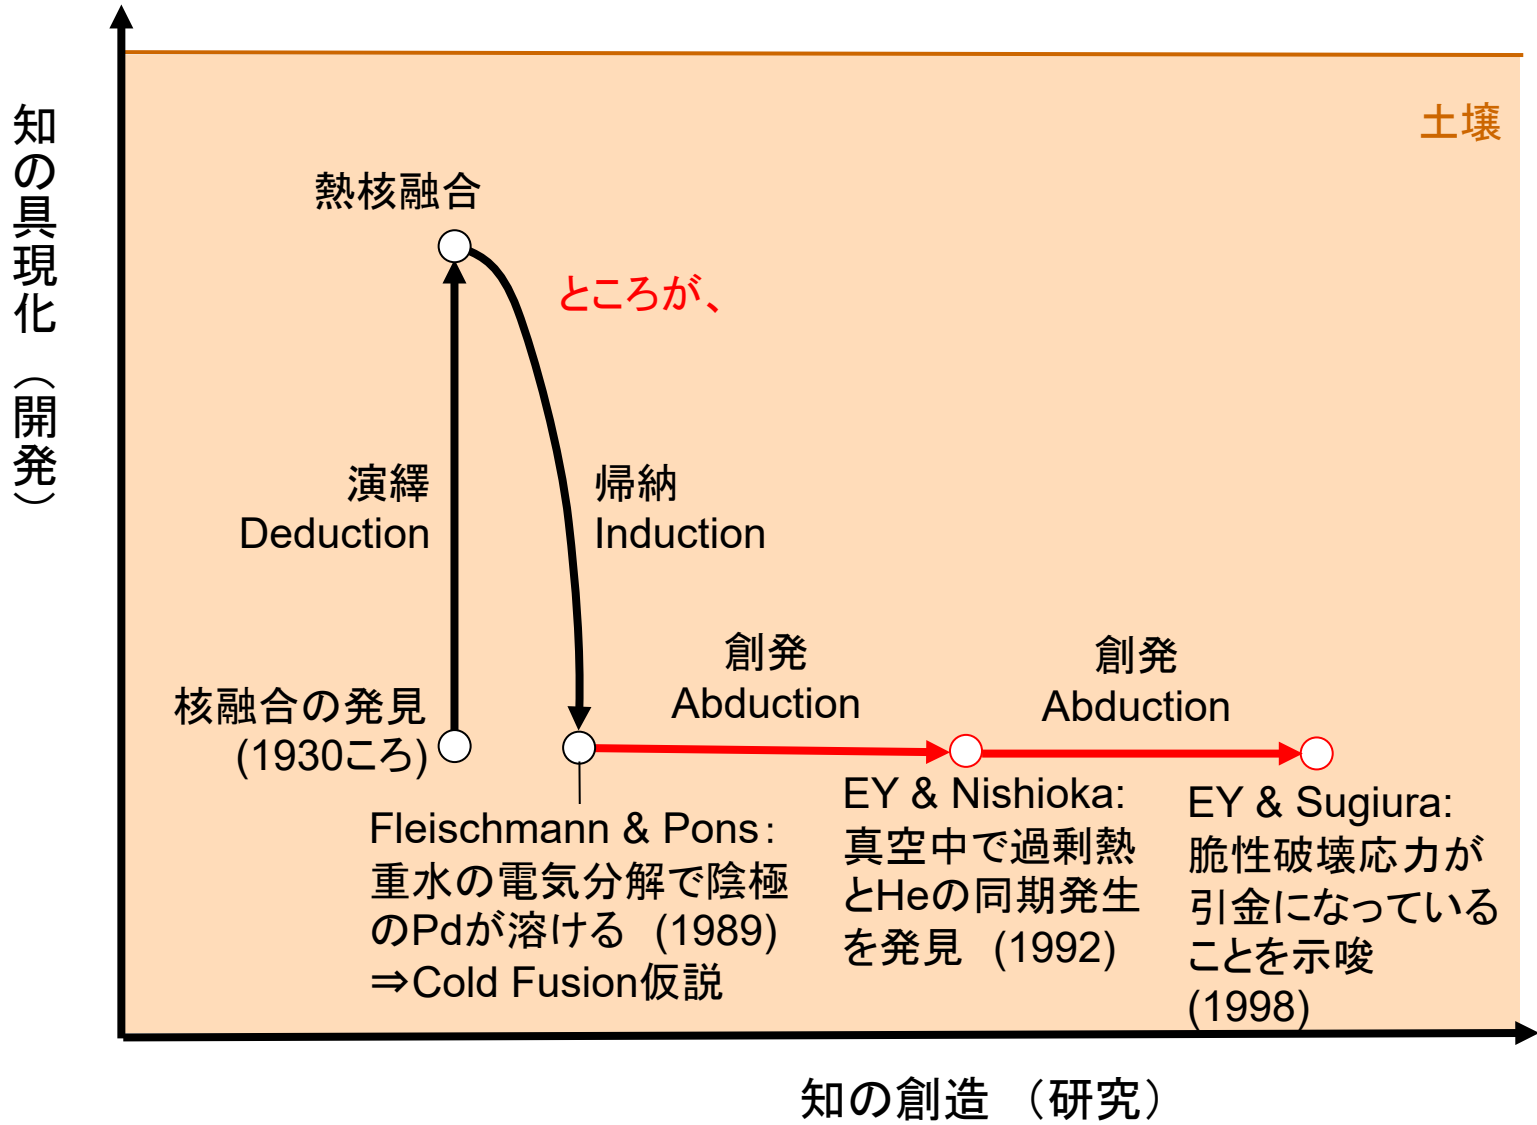 知の具現化 （開発）
土壌
熱核融合
ところが、
演繹
Deduction
帰納
Induction
創発
Abduction
創発
Abduction
核融合の発見
(1930ころ)
Fleischmann & Pons：
重水の電気分解で陰極
のPdが溶ける (1989)
⇒Cold Fusion仮説
EY & Nishioka:
真空中で過剰熱
とHeの同期発生
を発見 (1992)
EY & Sugiura:
脆性破壊応力が
引金になっている
ことを示唆
(1998)
知の創造 （研究）